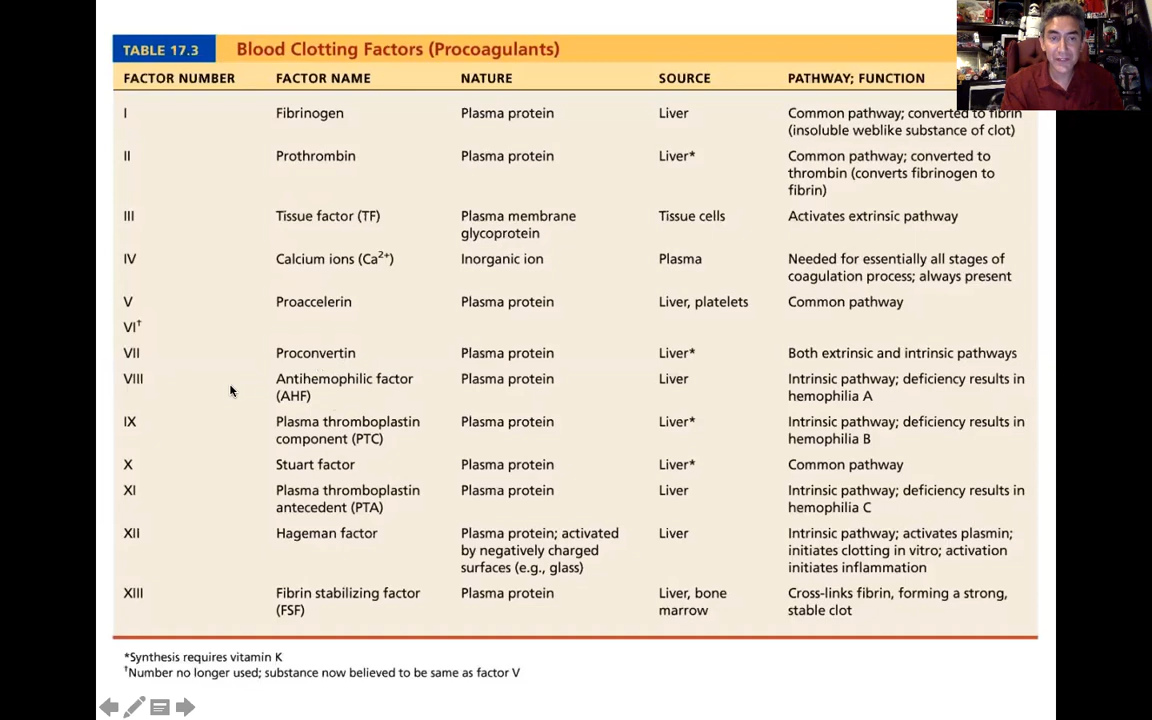 TABLE 17.3 Blood Clotting Factors (Procoagulants)
FACTOR NUMBER FACTOR NAME NATURE SOURCE PATHWAY; FUNCTION
I Fibrinogen Plasma protein Liver Common pathway; converted to fibrin
(insoluble weblike substance of clot)
II Prothrombin Plasma protein Liver* Common pathway; converted to
thrombin (converts fibrinogen to
fibrin)
III Tissue factor (TF) Plasma membrane Tissue cells Activates extrinsic pathway
glycoprotein
IV Calcium ions (Ca²⁺) Inorganic ion Plasma Needed for essentially all stages of
coagulation process; always present
V Proaccelerin Plasma protein Liver, platelets Common pathway
VI†
VII Proconvertin Plasma protein Liver* Both extrinsic and intrinsic pathways
VIII Antihemophilic factor Plasma protein Liver Intrinsic pathway; deficiency results in
(AHF) hemophilia A
IX Plasma thromboplastin Plasma protein Liver* Intrinsic pathway; deficiency results in
component (PTC) hemophilia B
X Stuart factor Plasma protein Liver* Common pathway
XI Plasma thromboplastin Plasma protein Liver Intrinsic pathway; deficiency results in
antecedent (PTA) hemophilia C
XII Hageman factor Plasma protein; activated Liver Intrinsic pathway; activates plasmin;
by negatively charged initiates clotting in vitro; activation
surfaces (e.g., glass) initiates inflammation
XIII Fibrin stabilizing factor Plasma protein Liver, bone Cross-links fibrin, forming a strong,
(FSF) marrow stable clot
*Synthesis requires vitamin K
†Number no longer used; substance now believed to be same as factor V